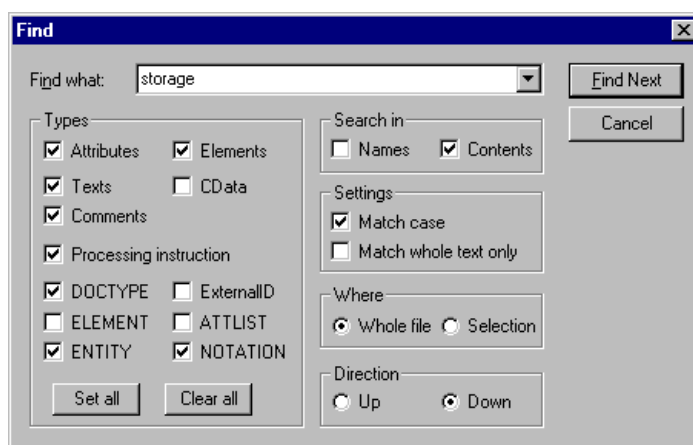 Find
Find what: storage
Find Next
Cancel
Types
Attributes Elements
Texts CData
Comments
Processing instruction
DOCTYPE ExternalID
ELEMENT ATTLIST
ENTITY NOTATION
Set all Clear all
Search in
Names Contents
Settings
Match case
Match whole text only
Where
Whole file Selection
Direction
Up Down